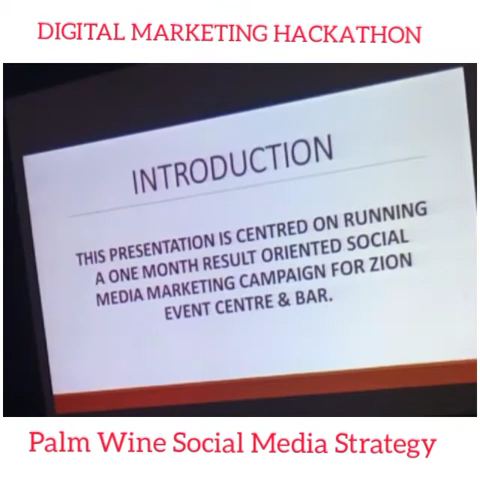 DIGITAL MARKETING HACKATHON
INTRODUCTION
THIS PRESENTATION IS CENTRED ON RUNNING
A ONE MONTH RESULT ORIENTED SOCIAL
MEDIA MARKETING CAMPAIGN FOR ZION
EVENT CENTRE & BAR.
Palm Wine Social Media Strategy